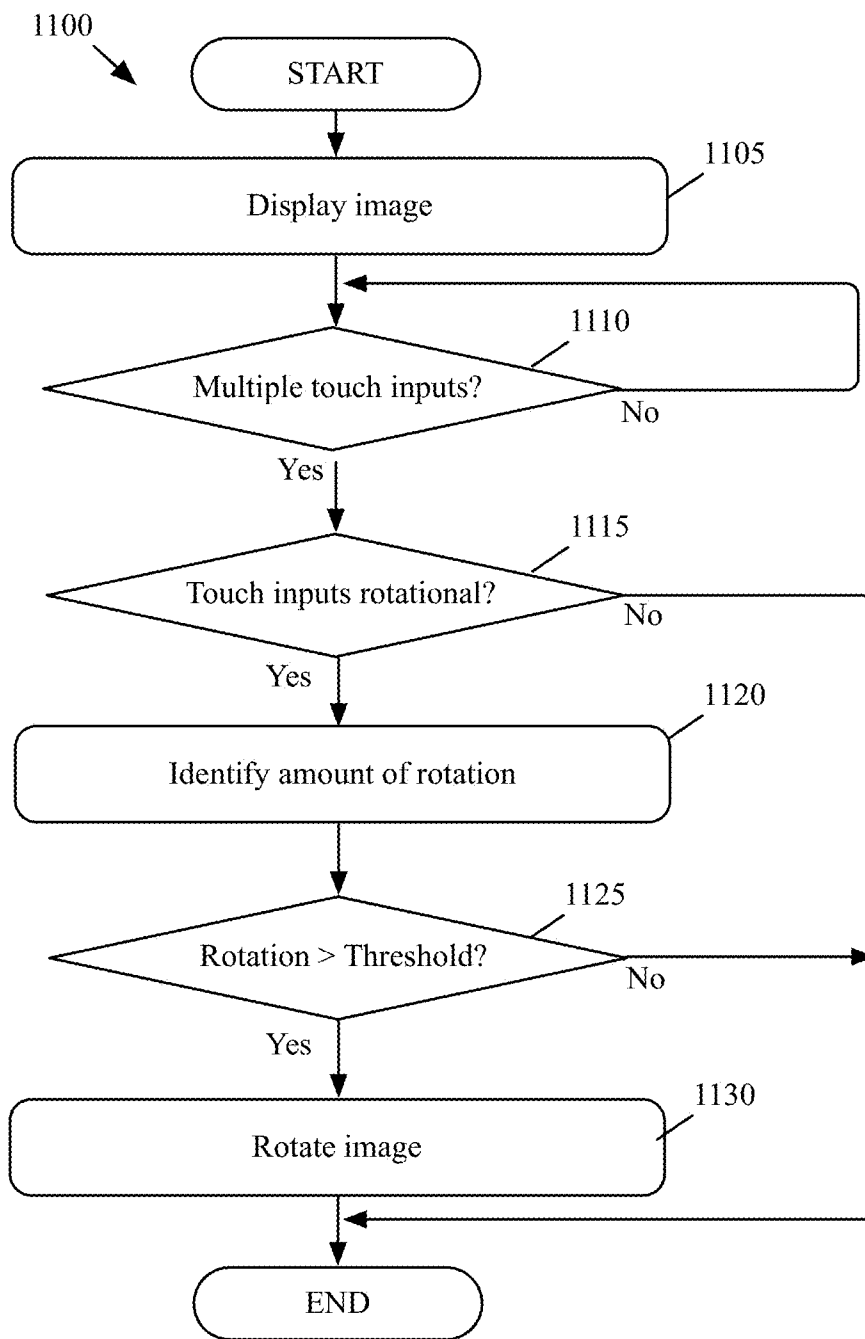 1100
START
1105
Display image
1110
Multiple touch inputs?
No
Yes
1115
Touch inputs rotational?
No
Yes
1120
Identify amount of rotation
1125
Rotation > Threshold?
No
Yes
1130
Rotate image
END